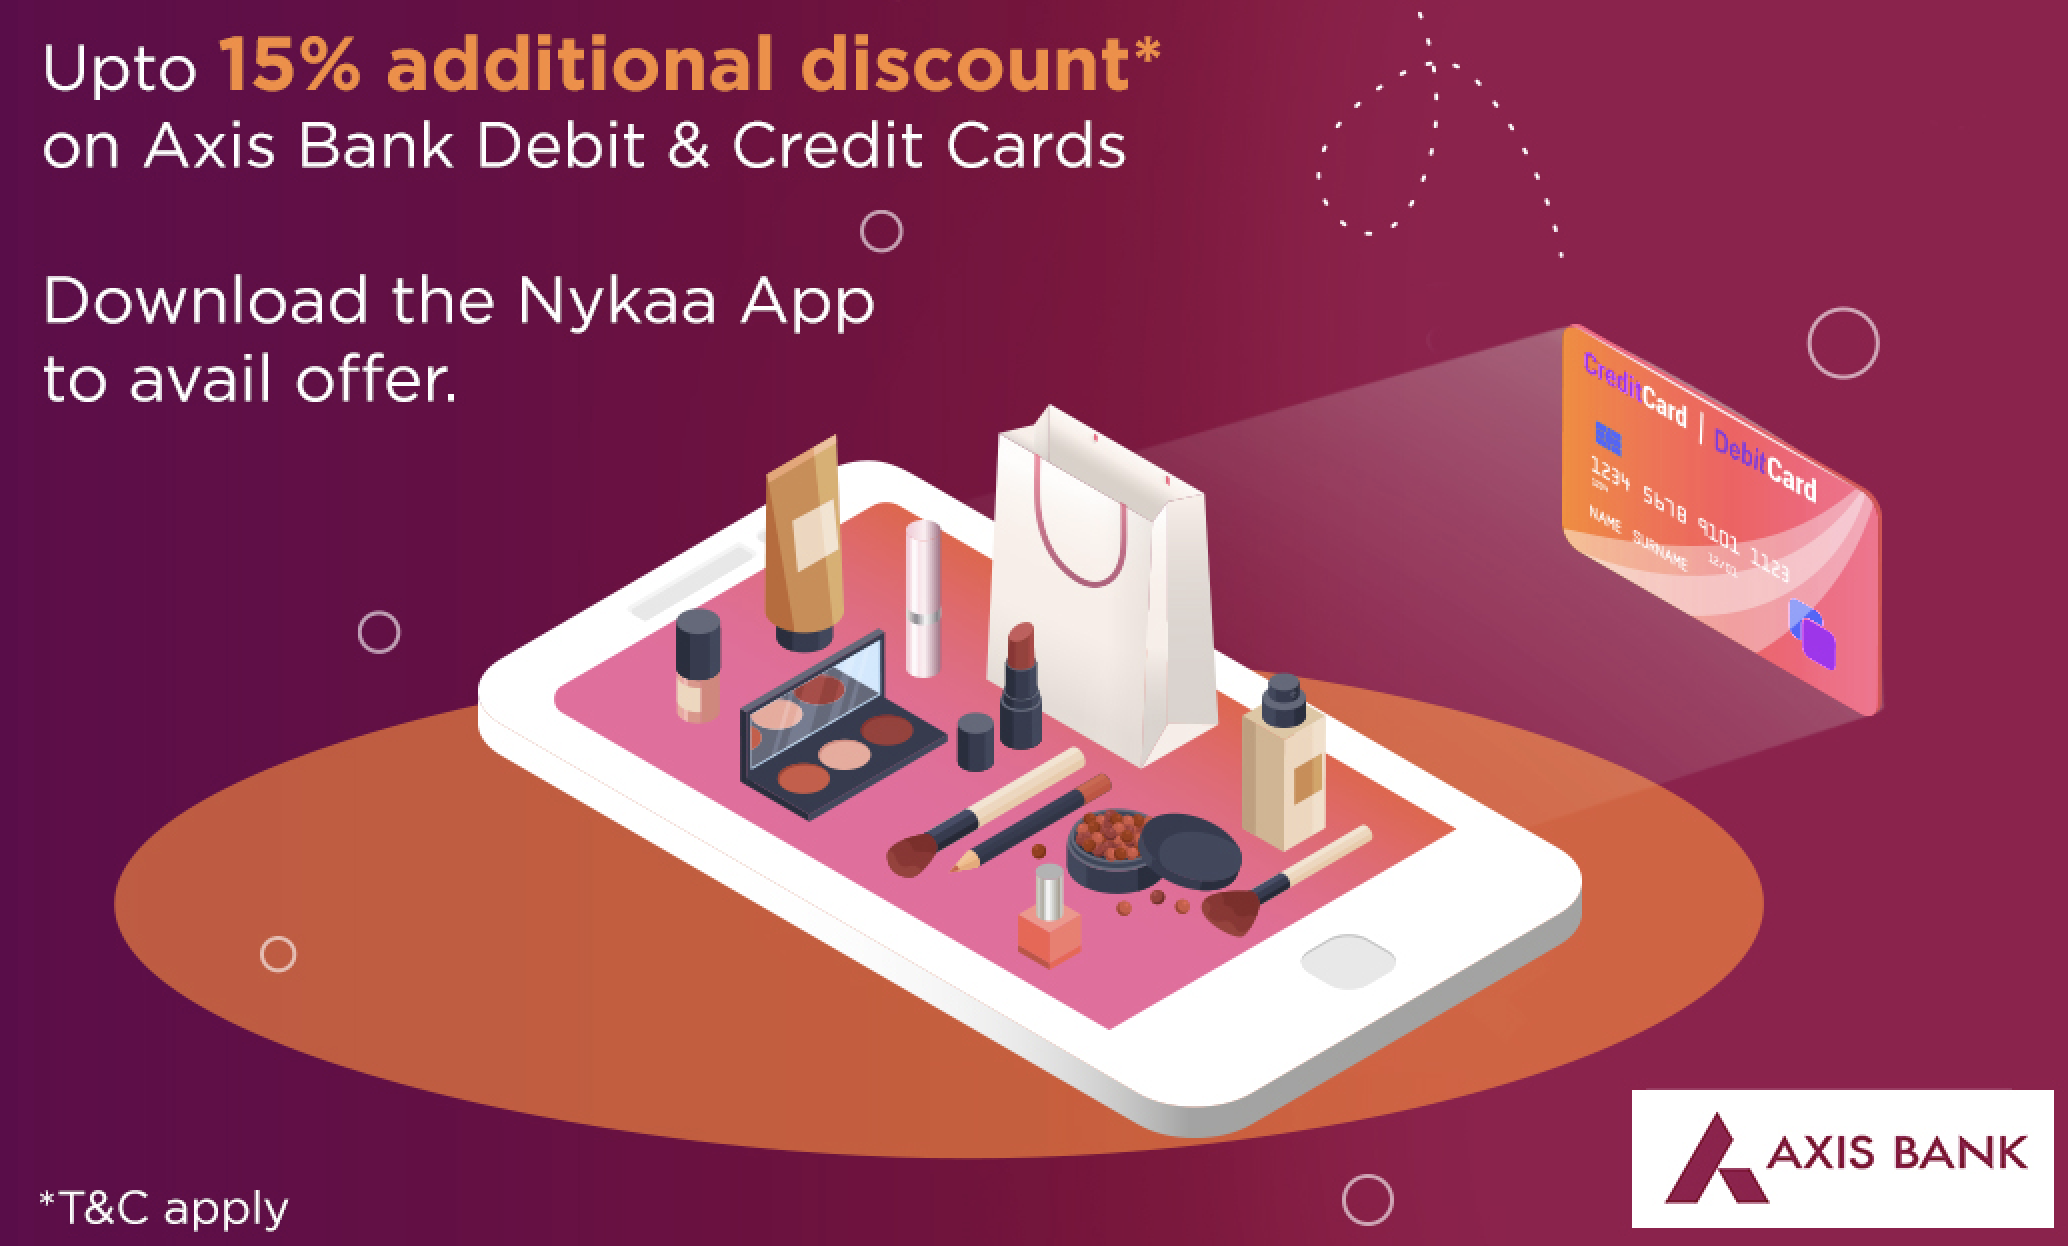 Upto 15% additional discount*
on Axis Bank Debit & Credit Cards
Download the Nykaa App
to avail offer.
CreditCard | DebitCard
1234 5678 9101 1123
1234
NAME SURNAME 12/01
*T&C apply
AXIS BANK